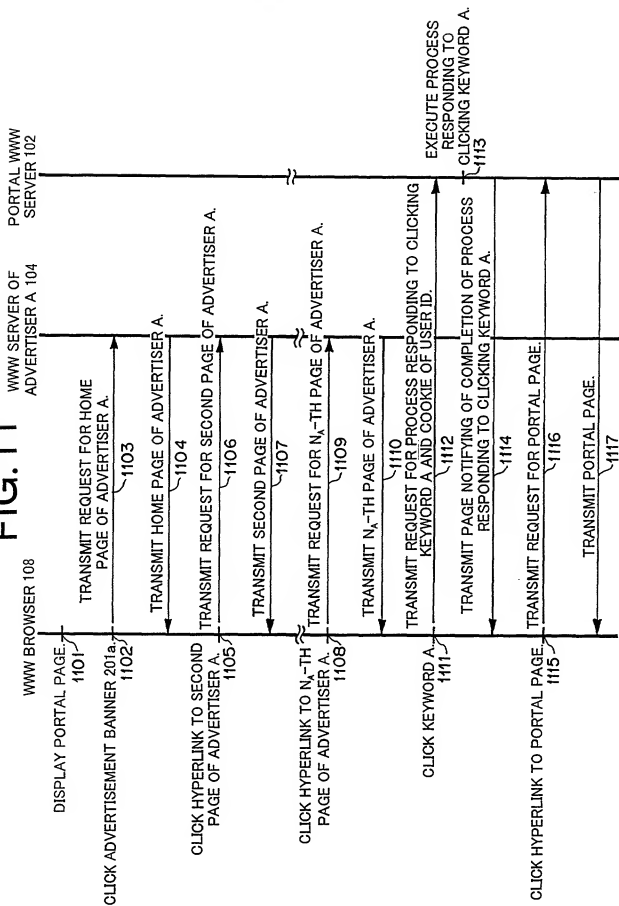 FIG. 11
WWW BROWSER 108
WWW SERVER OF
ADVERTISER A 104
PORTAL WWW
SERVER 102
DISPLAY PORTAL PAGE.
1101
CLICK ADVERTISEMENT BANNER 201a.
1102
TRANSMIT REQUEST FOR HOME
PAGE OF ADVERTISER A.
1103
TRANSMIT HOME PAGE OF ADVERTISER A.
1104
CLICK HYPERLINK TO SECOND
PAGE OF ADVERTISER A.
1105
TRANSMIT REQUEST FOR SECOND PAGE OF ADVERTISER A.
1106
TRANSMIT SECOND PAGE OF ADVERTISER A.
1107
CLICK HYPERLINK TO NA-TH
PAGE OF ADVERTISER A.
1108
TRANSMIT REQUEST FOR NA-TH PAGE OF ADVERTISER A.
1109
TRANSMIT NA-TH PAGE OF ADVERTISER A.
1110
CLICK KEYWORD A.
1111
TRANSMIT REQUEST FOR PROCESS RESPONDING TO CLICKING
KEYWORD A AND COOKIE OF USER ID.
1112
EXECUTE PROCESS
RESPONDING TO
CLICKING KEYWORD A.
1113
TRANSMIT PAGE NOTIFYING OF COMPLETION OF PROCESS
RESPONDING TO CLICKING KEYWORD A.
1114
CLICK HYPERLINK TO PORTAL PAGE.
1115
TRANSMIT REQUEST FOR PORTAL PAGE.
1116
TRANSMIT PORTAL PAGE.
1117